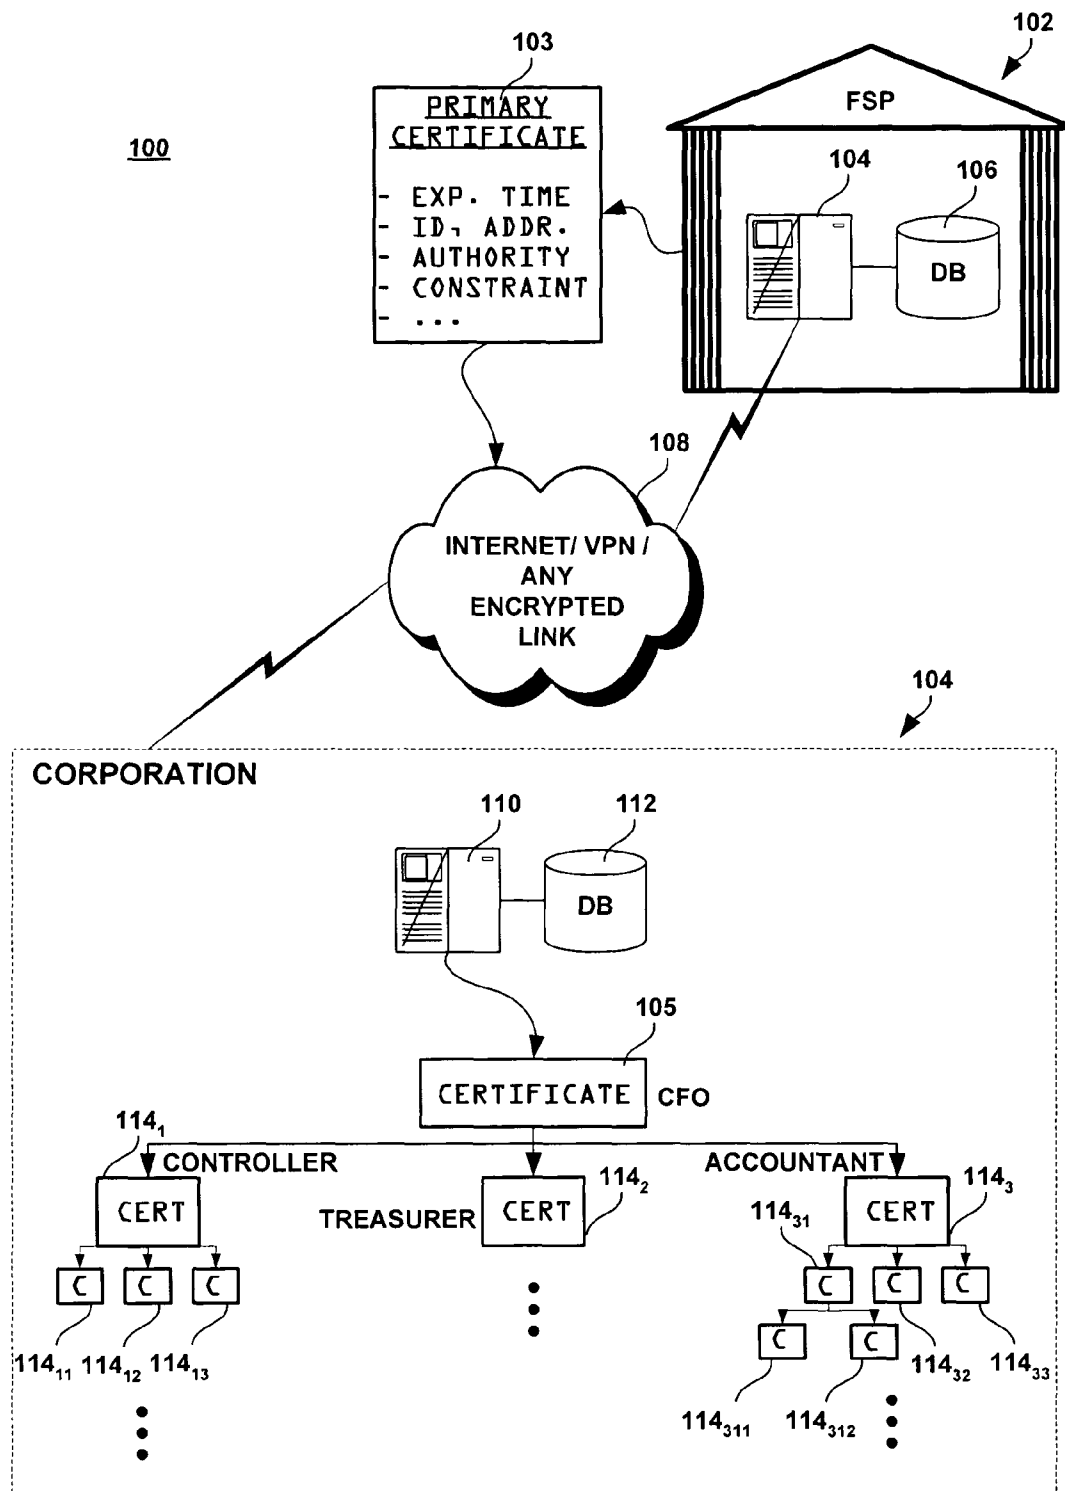 102
103
PRIMARY
CERTIFICATE
- EXP. TIME
- ID, ADDR.
- AUTHORITY
- CONSTRAINT
- ...
100
FSP
104
106
DB
108
INTERNET/ VPN /
ANY
ENCRYPTED
LINK
104
CORPORATION
110
112
DB
105
CERTIFICATE
CFO
114₁
CONTROLLER
CERT
TREASURER
CERT
114₂
ACCOUNTANT
CERT
114₃
114₃₁
C
C
C
C
C
C
C
C
114₁₁
114₁₂
114₁₃
114₃₂
114₃₃
114₃₁₁
114₃₁₂